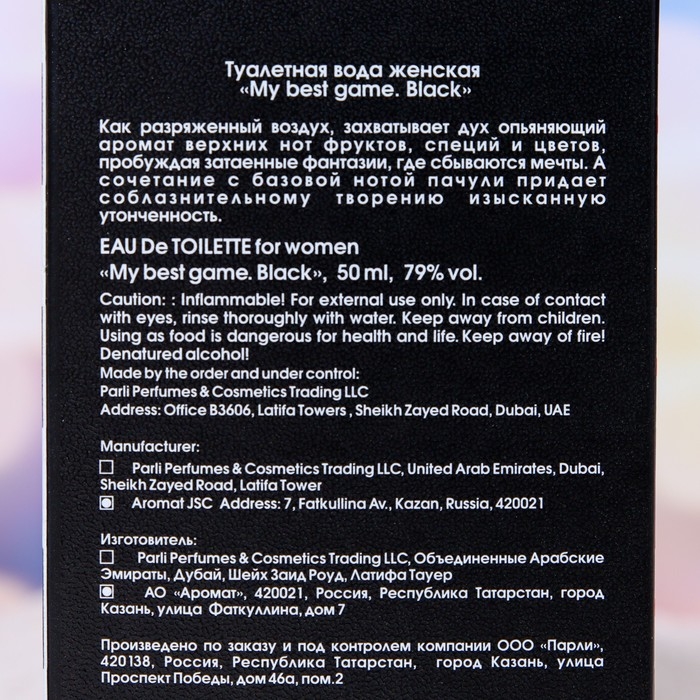 Туалетная вода женская
«My best game. Black»
Как разряженный воздух, захватывает дух опьяняющий
аромат верхних нот фруктов, специй и цветов,
пробуждая затаенные фантазии, где сбываются мечты. А
сочетание с базовой нотой пачули придает
соблазнительному творению изысканную
утонченность.
EAU De TOILETTE for women
«My best game. Black», 50 ml, 79% vol.
Caution: : Inflammable! For external use only. In case of contact
with eyes, rinse thoroughly with water. Keep away from children.
Using as food is dangerous for health and life. Keep away of fire!
Denatured alcohol!
Made by the order and under control:
Parli Perfumes & Cosmetics Trading LLC
Address: Office B3606, Latifa Towers , Sheikh Zayed Road, Dubai, UAE
Manufacturer:
Parli Perfumes & Cosmetics Trading LLC, United Arab Emirates, Dubai,
Sheikh Zayed Road, Latifa Tower
Aromat JSC Address: 7, Fatkullina Av., Kazan, Russia, 420021
Изготовитель:
Parli Perfumes & Cosmetics Trading LLC, Объединенные Арабские
Эмираты, Дубай, Шейх Заид Роуд, Латифа Тауер
АО «Аромат», 420021, Россия, Республика Татарстан, город
Казань, улица Фаткуллина, дом 7
Произведено по заказу и под контролем компании ООО «Парли»,
420138, Россия, Республика Татарстан, город Казань, улица
Проспект Победы, дом 46а, пом.2